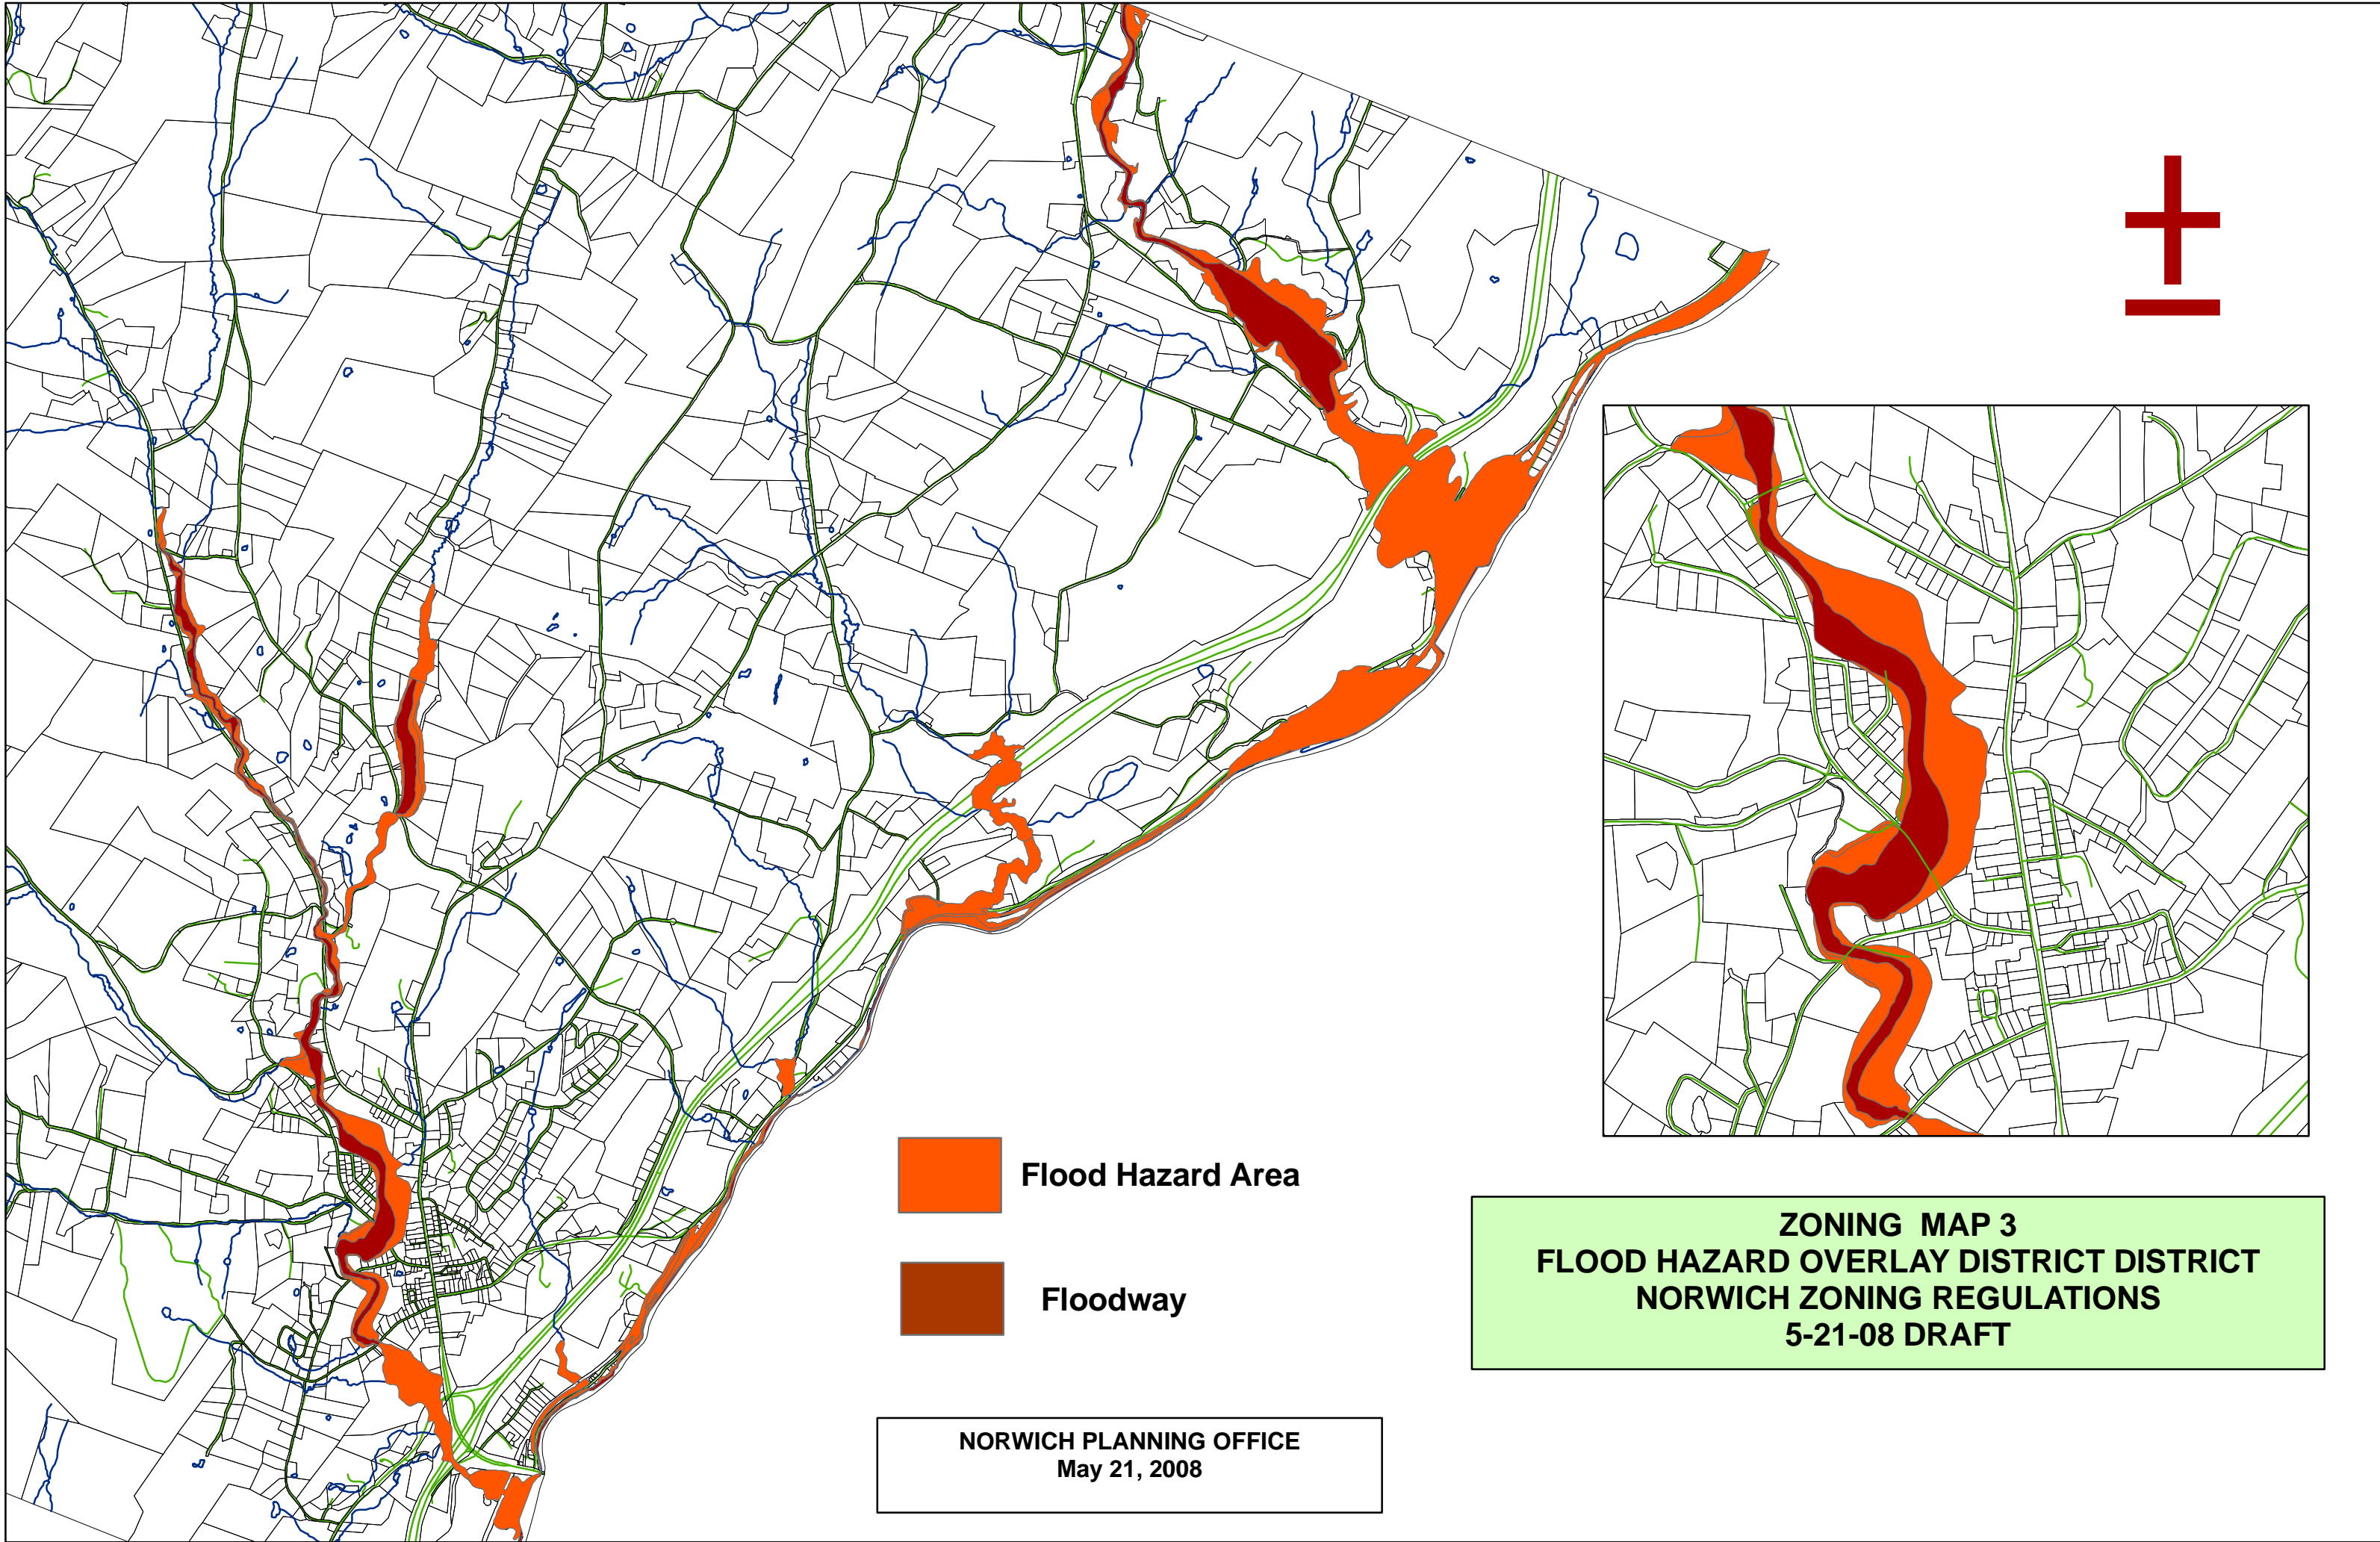 Flood Hazard Area
Floodway
NORWICH PLANNING OFFICE
May 21, 2008
ZONING MAP 3
FLOOD HAZARD OVERLAY DISTRICT DISTRICT
NORWICH ZONING REGULATIONS
5-21-08 DRAFT